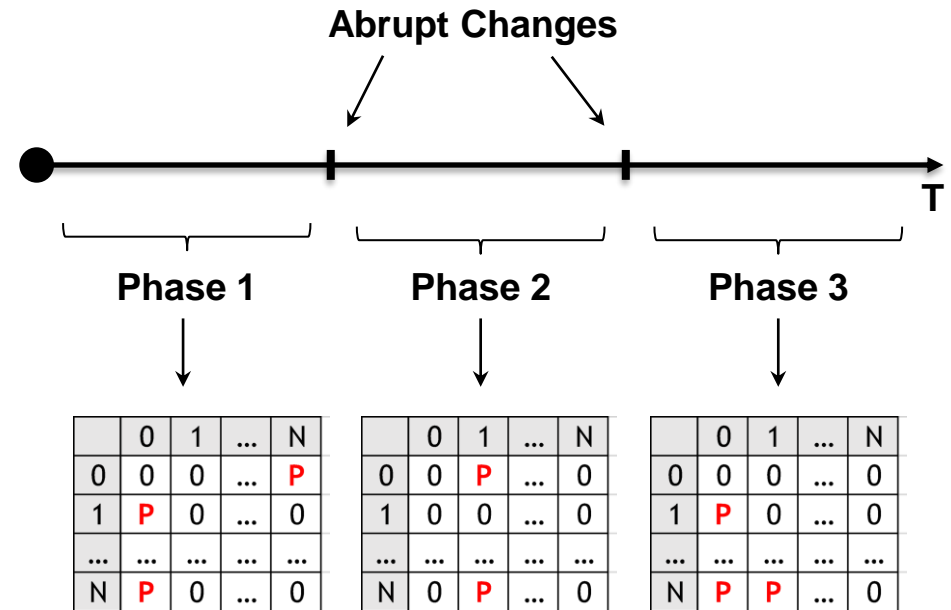 Abrupt Changes
T
Phase 1 Phase 2 Phase 3
0 1 ... N 0 1 ... N 0 1 ... N
0 0 0 ... P 0 0 P ... 0 0 0 0 ... 0
1 P 0 ... 0 1 0 0 ... 0 1 P 0 ... 0
... ... ... ... ... ... ... ... ... ... ... ... ... ... ...
N P 0 ... 0 N 0 P ... 0 N P P ... 0